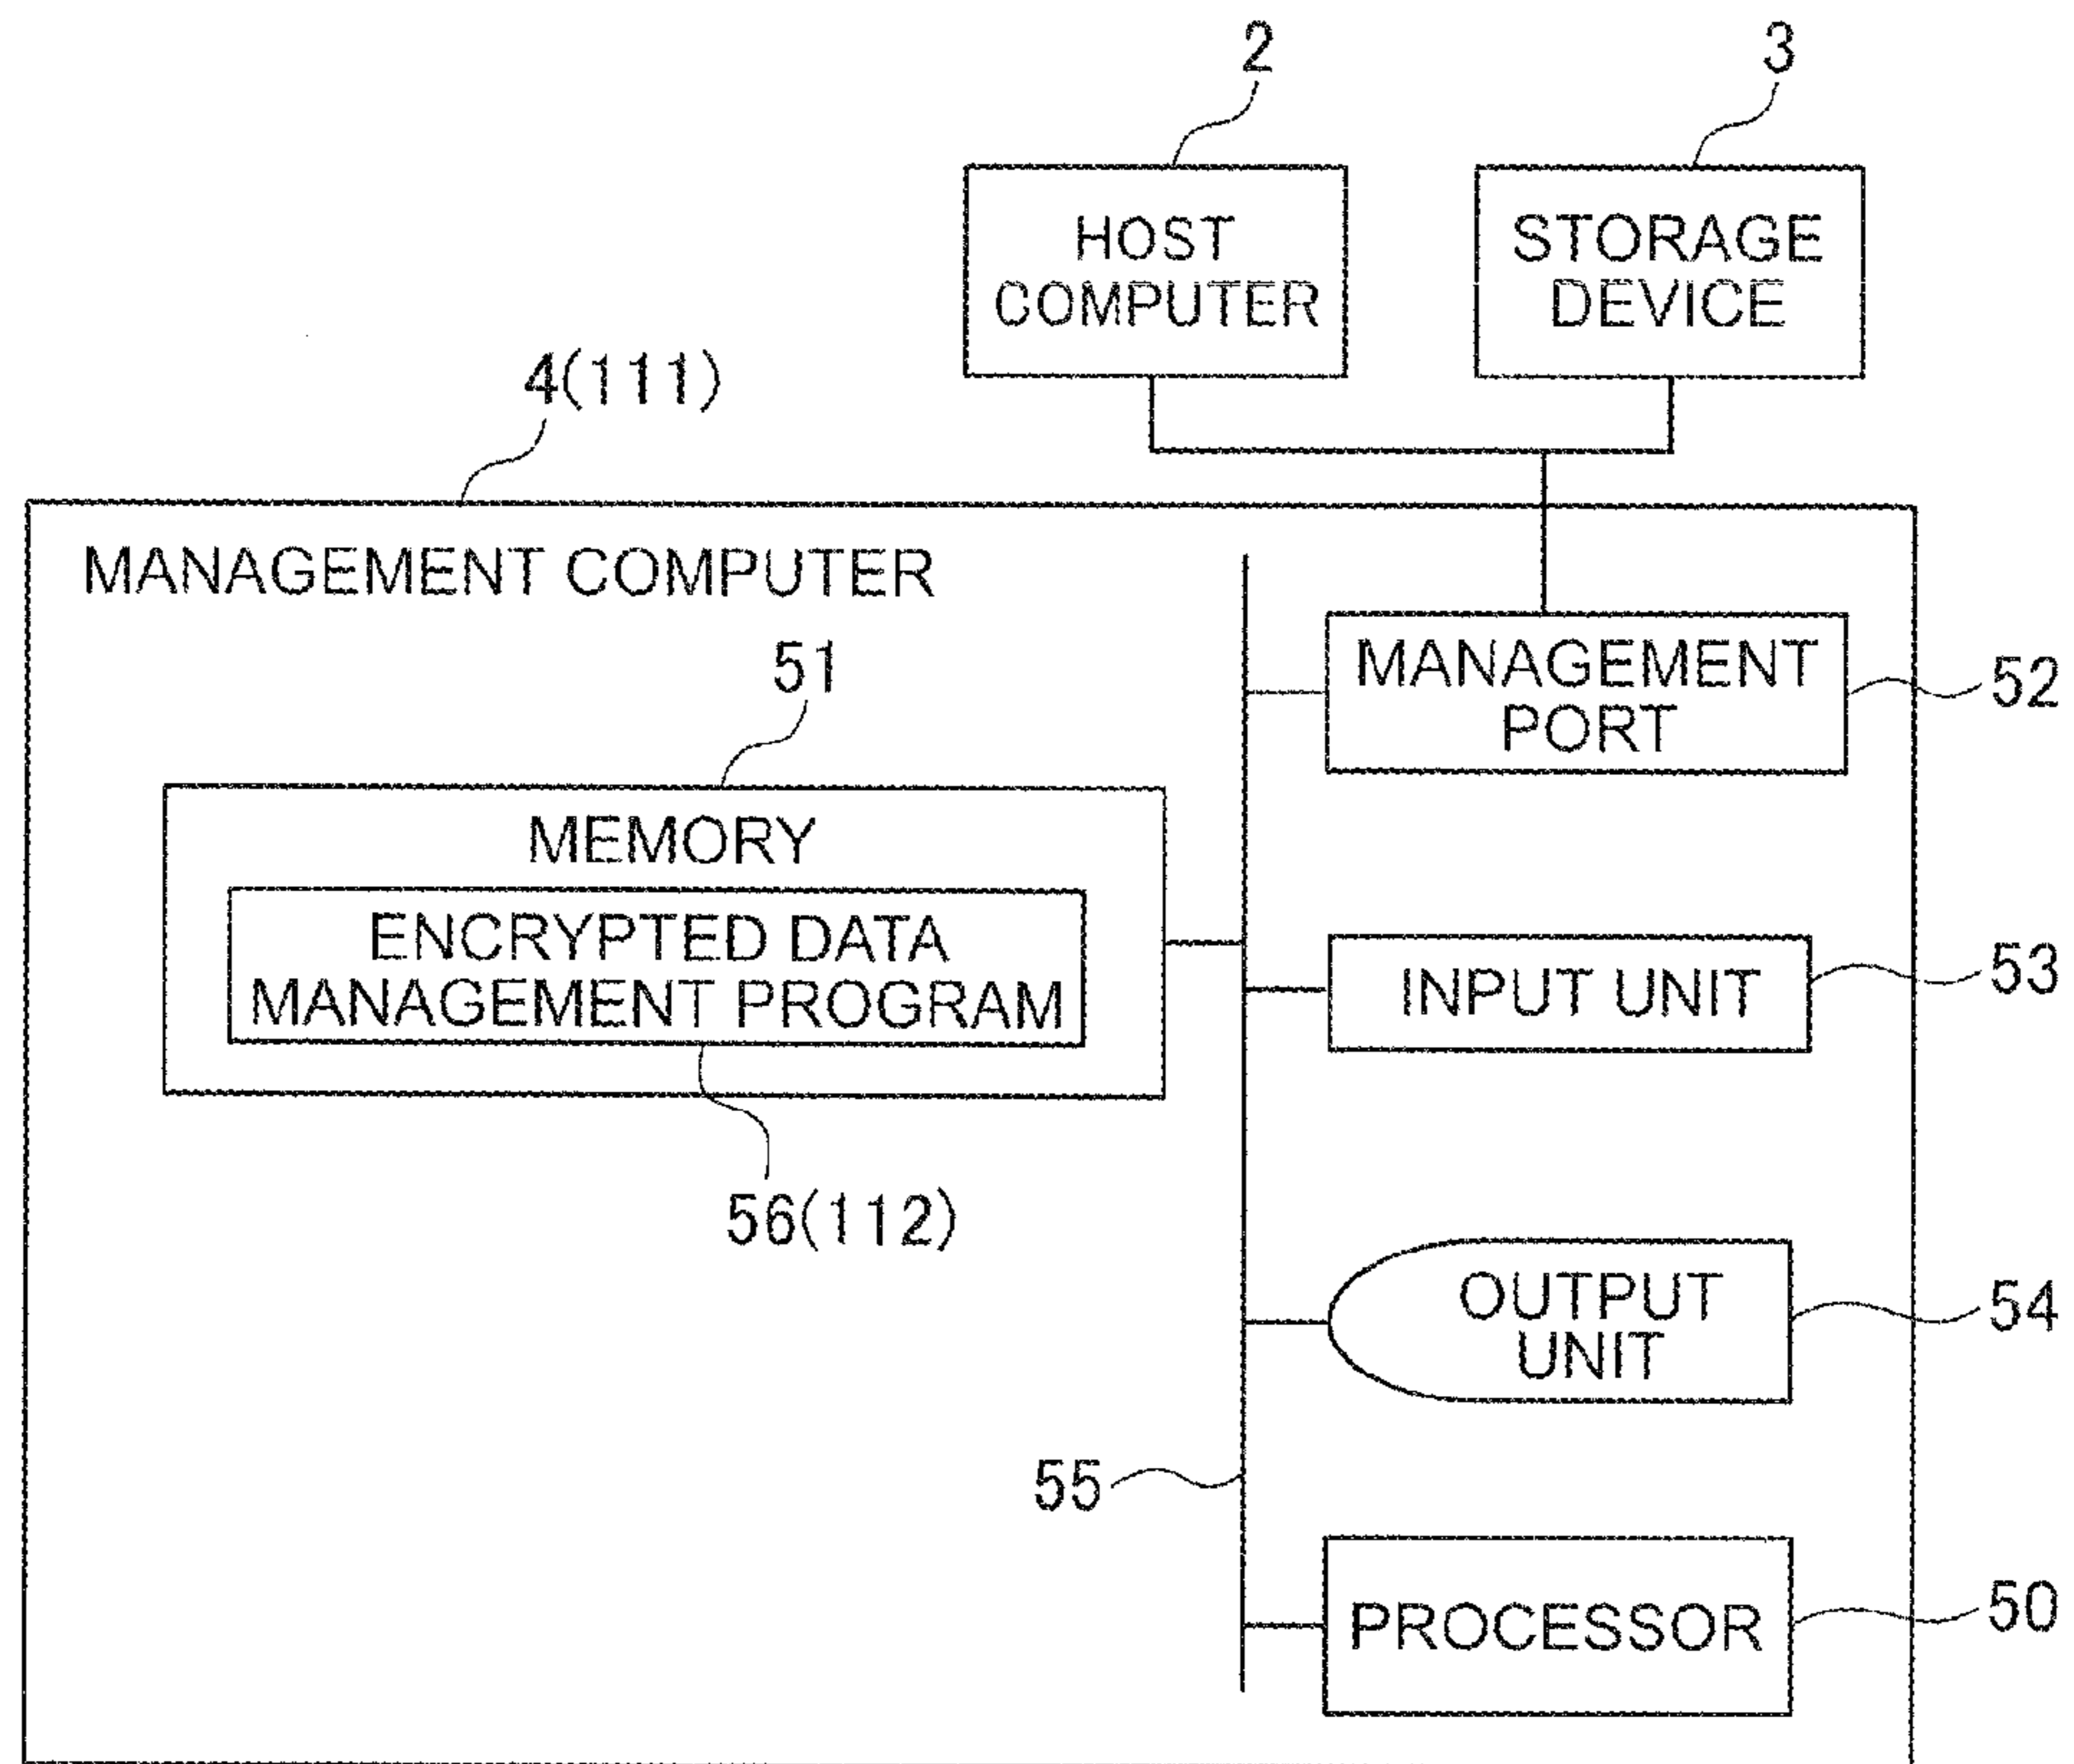 2
3
HOST
COMPUTER
STORAGE
DEVICE
4(111)
MANAGEMENT COMPUTER
51
MANAGEMENT
PORT
52
MEMORY
ENCRYPTED DATA
MANAGEMENT PROGRAM
INPUT UNIT
53
56(112)
OUTPUT
UNIT
54
55
PROCESSOR
50